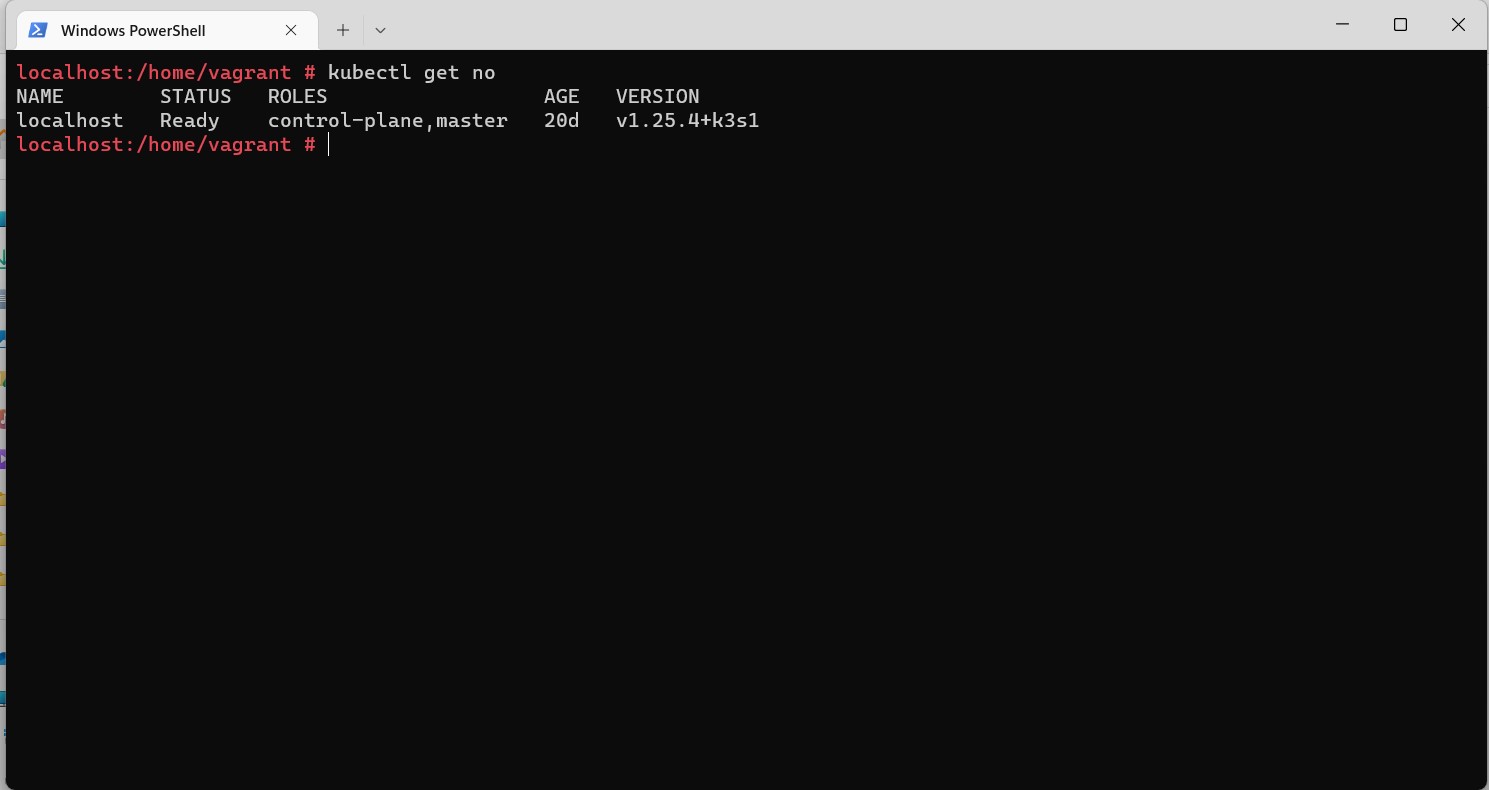 Windows PowerShell
localhost:/home/vagrant # kubectl get no
NAME        STATUS   ROLES                  AGE   VERSION
localhost   Ready    control-plane,master   20d   v1.25.4+k3s1
localhost:/home/vagrant #